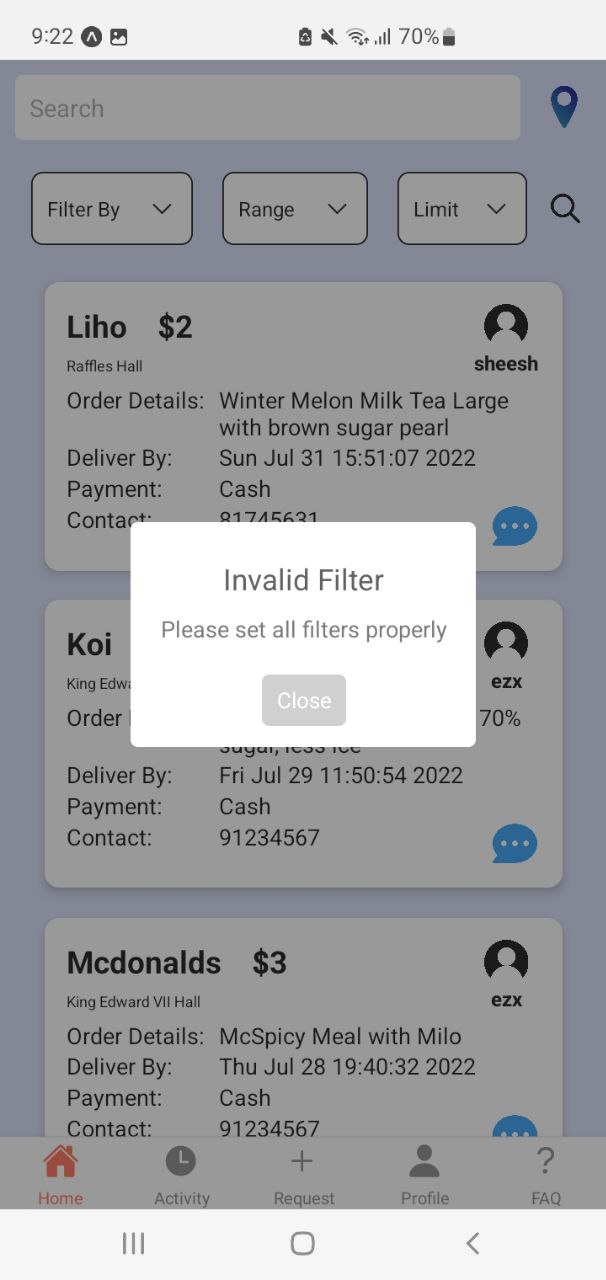 9:22 70%
Search
Filter By Range Limit
Liho $2
Raffles Hall sheesh
Order Details: Winter Melon Milk Tea Large
with brown sugar pearl
Deliver By: Sun Jul 31 15:51:07 2022
Payment: Cash
Contact: 81745631
Invalid Filter
Please set all filters properly
Close
Koi
King Edwa ezx
Order 70%
sugar, less ice
Deliver By: Fri Jul 29 11:50:54 2022
Payment: Cash
Contact: 91234567
Mcdonalds $3
King Edward VII Hall ezx
Order Details: McSpicy Meal with Milo
Deliver By: Thu Jul 28 19:40:32 2022
Payment: Cash
Contact: 91234567
Home Activity Request Profile FAQ